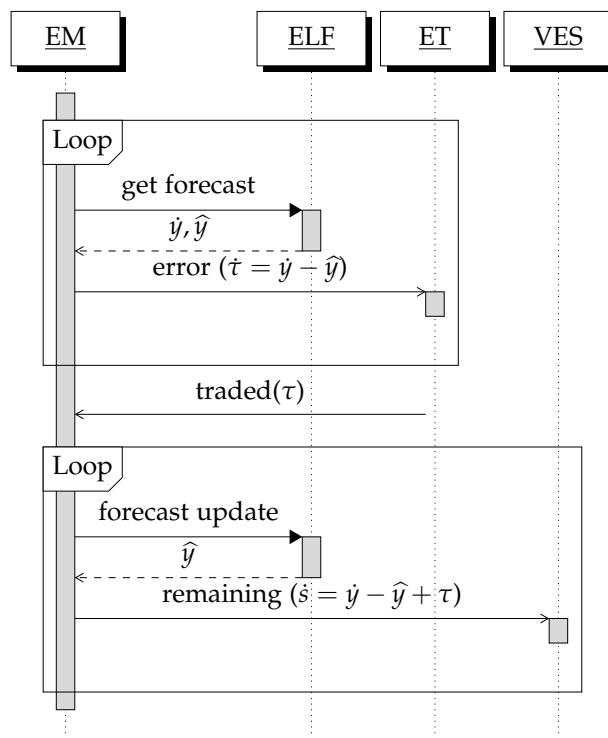 EM ELF ET VES
Loop
get forecast
ẏ, ŷ
error (τ̇ = ẏ − ŷ)
traded(τ)
Loop
forecast update
ŷ
remaining (ṡ = ẏ − ŷ + τ)